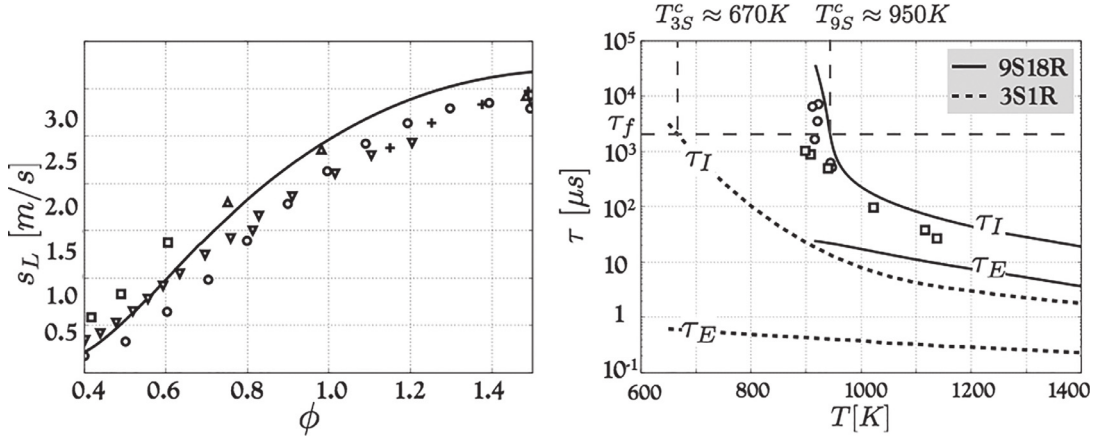 3.0
2.5
2.0
1.5
1.0
0.5
0.4 0.6 0.8 1.0 1.2 1.4
s_L [m/s]
ϕ
T^c_{3S} ≈ 670K T^c_{9S} ≈ 950K
10^5
10^4
τ_f
10^3
10^2
10
1
10^{-1}
τ [μs]
9S18R
3S1R
τ_I
τ_I
τ_E
τ_E
600 800 1000 1200 1400
T[K]